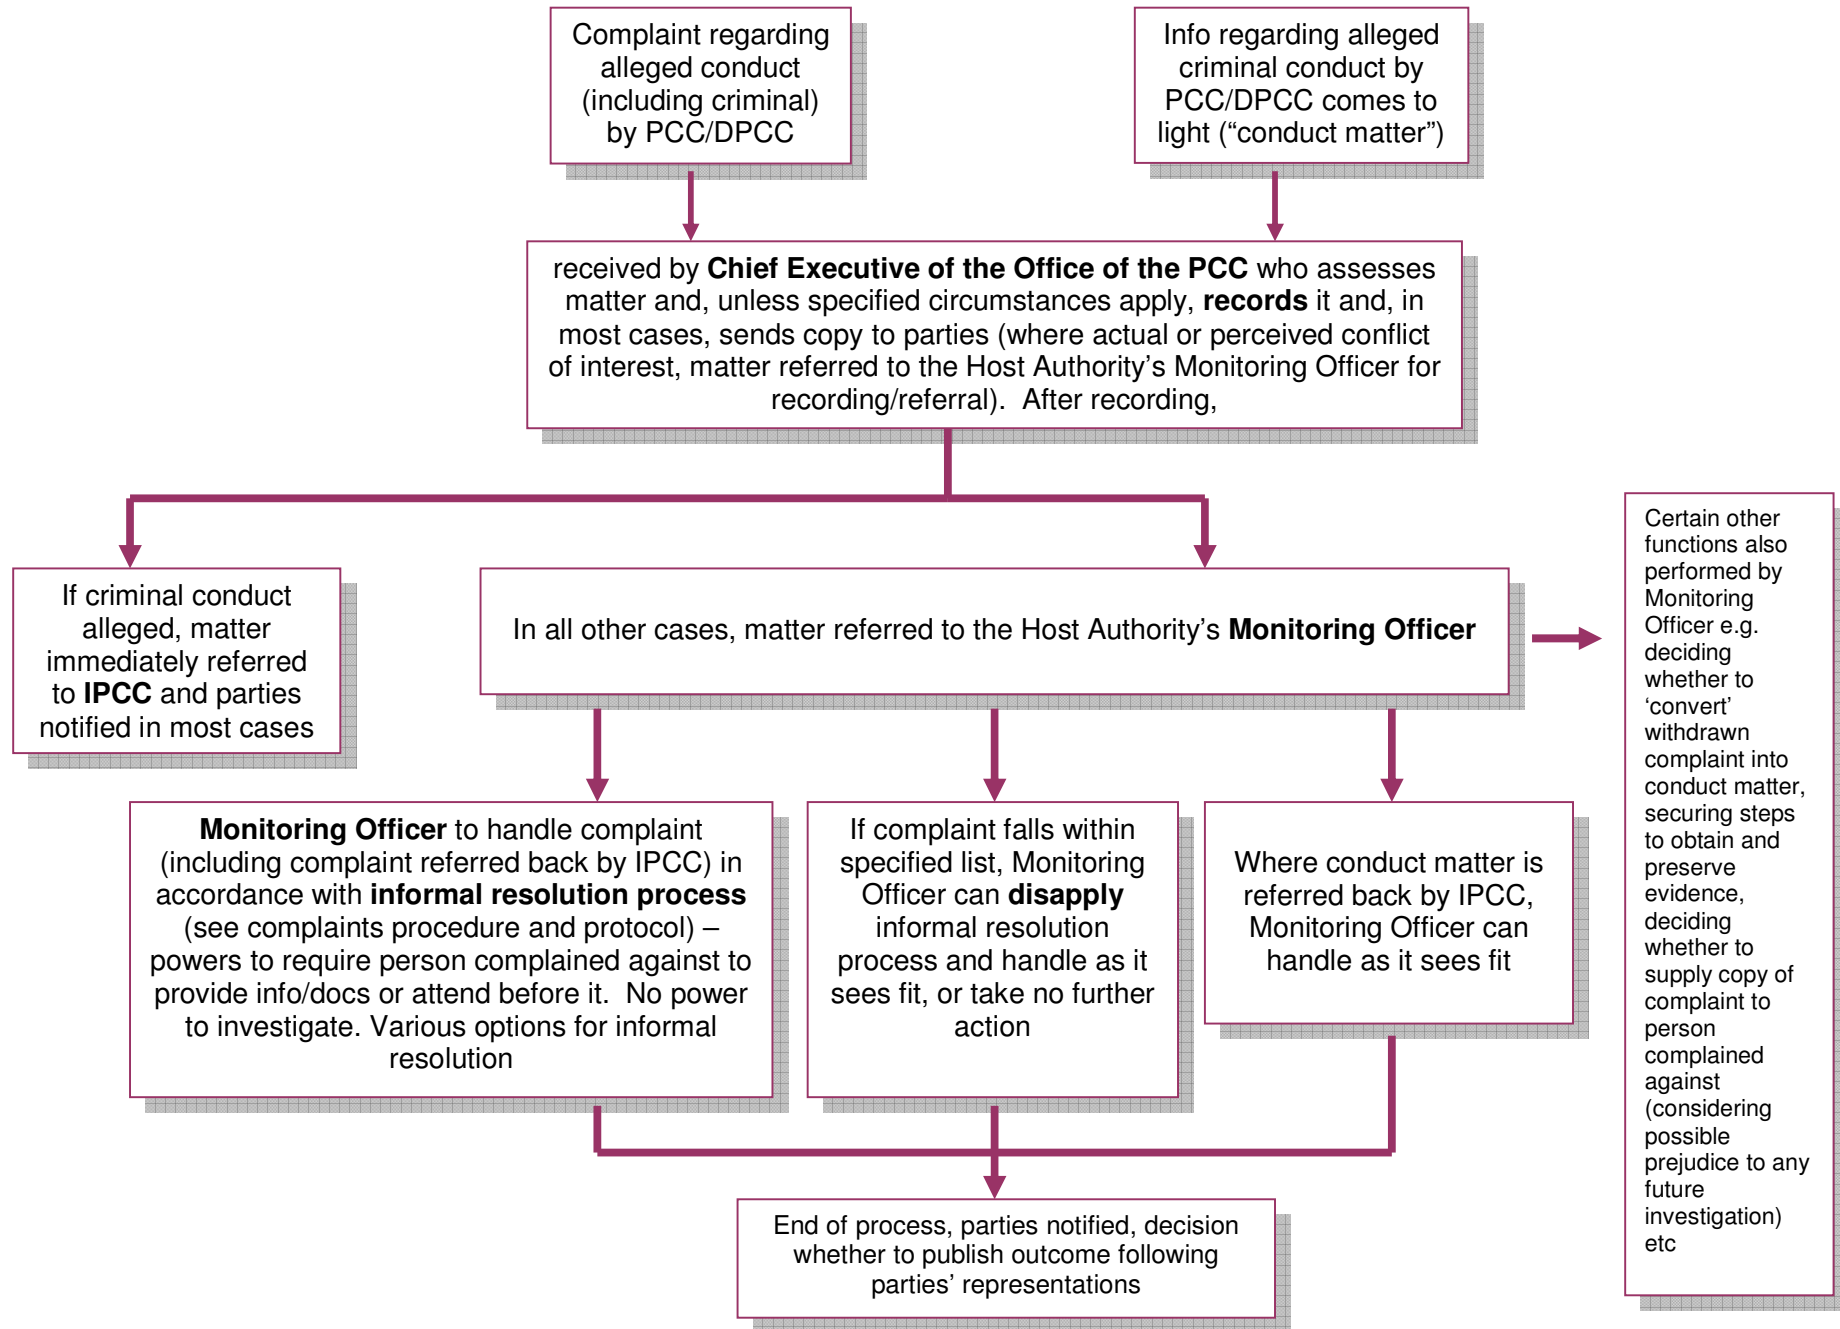 Complaint regarding
alleged conduct
(including criminal)
by PCC/DPCC
Info regarding alleged
criminal conduct by
PCC/DPCC comes to
light (“conduct matter”)
received by Chief Executive of the Office of the PCC who assesses
matter and, unless specified circumstances apply, records it and, in
most cases, sends copy to parties (where actual or perceived conflict
of interest, matter referred to the Host Authority’s Monitoring Officer for
recording/referral).  After recording,
If criminal conduct
alleged, matter
immediately referred
to IPCC and parties
notified in most cases
In all other cases, matter referred to the Host Authority’s Monitoring Officer
Certain other
functions also
performed by
Monitoring
Officer e.g.
deciding
whether to
‘convert’
withdrawn
complaint into
conduct matter,
securing steps
to obtain and
preserve
evidence,
deciding
whether to
supply copy of
complaint to
person
complained
against
(considering
possible
prejudice to any
future
investigation)
etc
Monitoring Officer to handle complaint
(including complaint referred back by IPCC) in
accordance with informal resolution process
(see complaints procedure and protocol) –
powers to require person complained against to
provide info/docs or attend before it.  No power
to investigate. Various options for informal
resolution
If complaint falls within
specified list, Monitoring
Officer can disapply
informal resolution
process and handle as it
sees fit, or take no further
action
Where conduct matter is
referred back by IPCC,
Monitoring Officer can
handle as it sees fit
End of process, parties notified, decision
whether to publish outcome following
parties’ representations